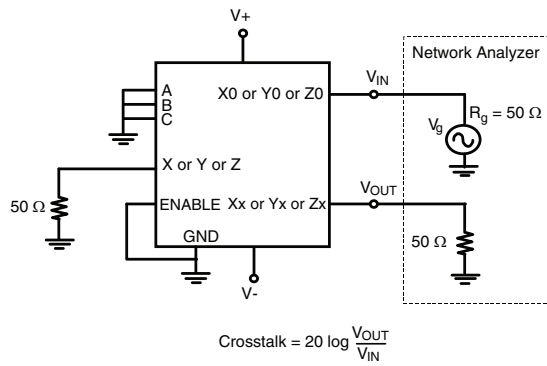 V+
Network Analyzer
A
B
C
X0 or Y0 or Z0
VIN
Rg = 50 Ω
Vg
X or Y or Z
50 Ω
ENABLE
Xx or Yx or Zx
VOUT
50 Ω
GND
V-
Crosstalk = 20 log VOUT / VIN